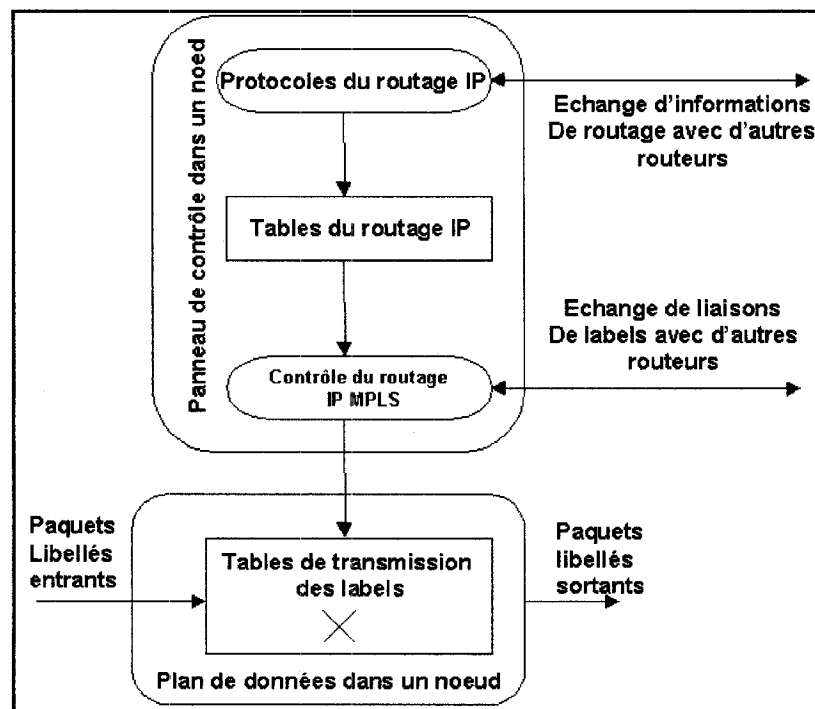 Panneau de contrôle dans un noed
Protocoles du routage IP
Echange d'informations
De routage avec d'autres
routeurs
Tables du routage IP
Echange de liaisons
De labels avec d'autres
routeurs
Contrôle du routage
IP MPLS
Paquets
Libellés
entrants
Tables de transmission
des labels
Paquets
libellés
sortants
Plan de données dans un noeud